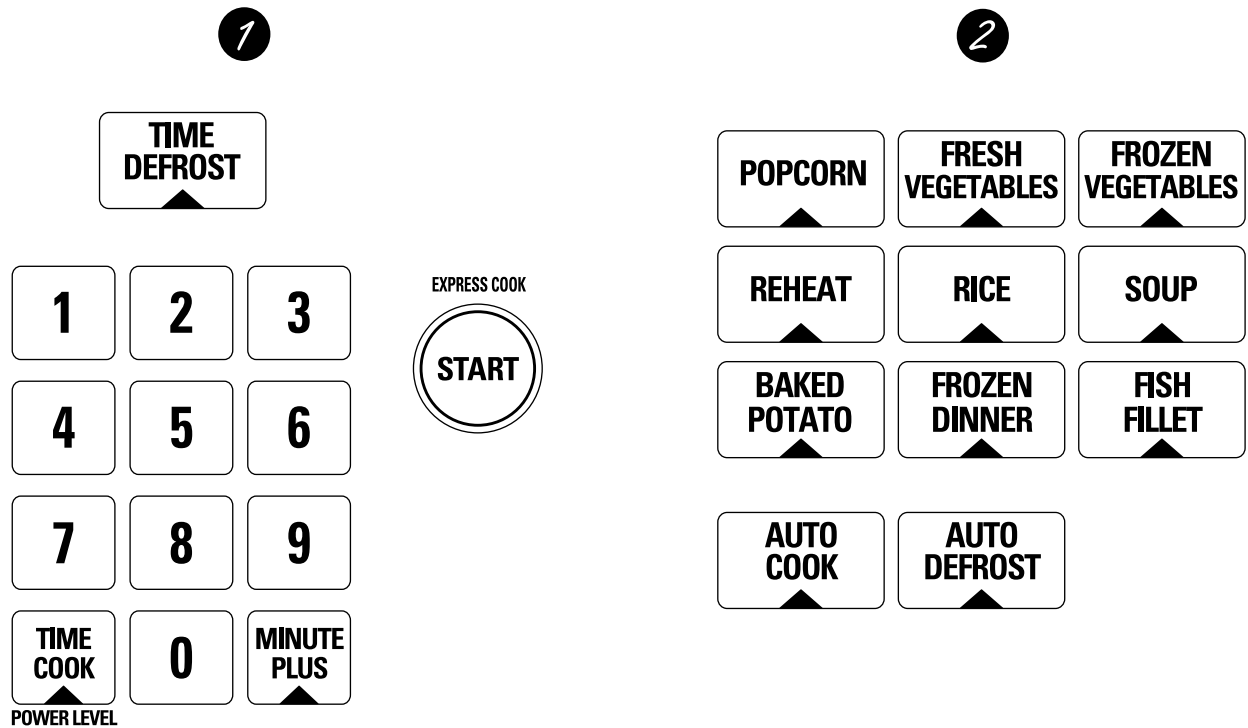 1
TIME
DEFROST
1
2
3
4
5
6
7
8
9
TIME
COOK
0
MINUTE
PLUS
POWER LEVEL
EXPRESS COOK
START
2
POPCORN
FRESH
VEGETABLES
FROZEN
VEGETABLES
REHEAT
RICE
SOUP
BAKED
POTATO
FROZEN
DINNER
FISH
FILLET
AUTO
COOK
AUTO
DEFROST